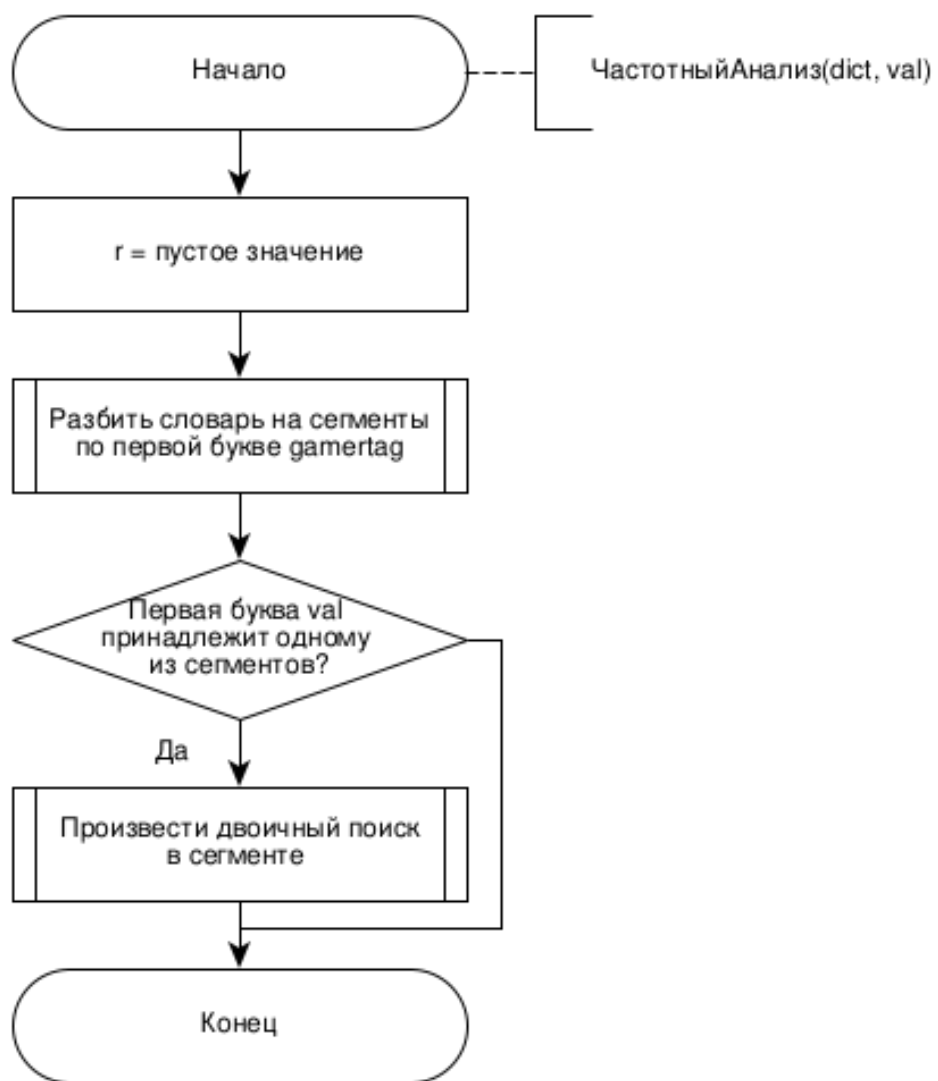 Начало
ЧастотныйАнализ(dict, val)
r = пустое значение
Разбить словарь на сегменты
по первой букве gamertag
Первая буква val
принадлежит одному
из сегментов?
Да
Произвести двоичный поиск
в сегменте
Конец